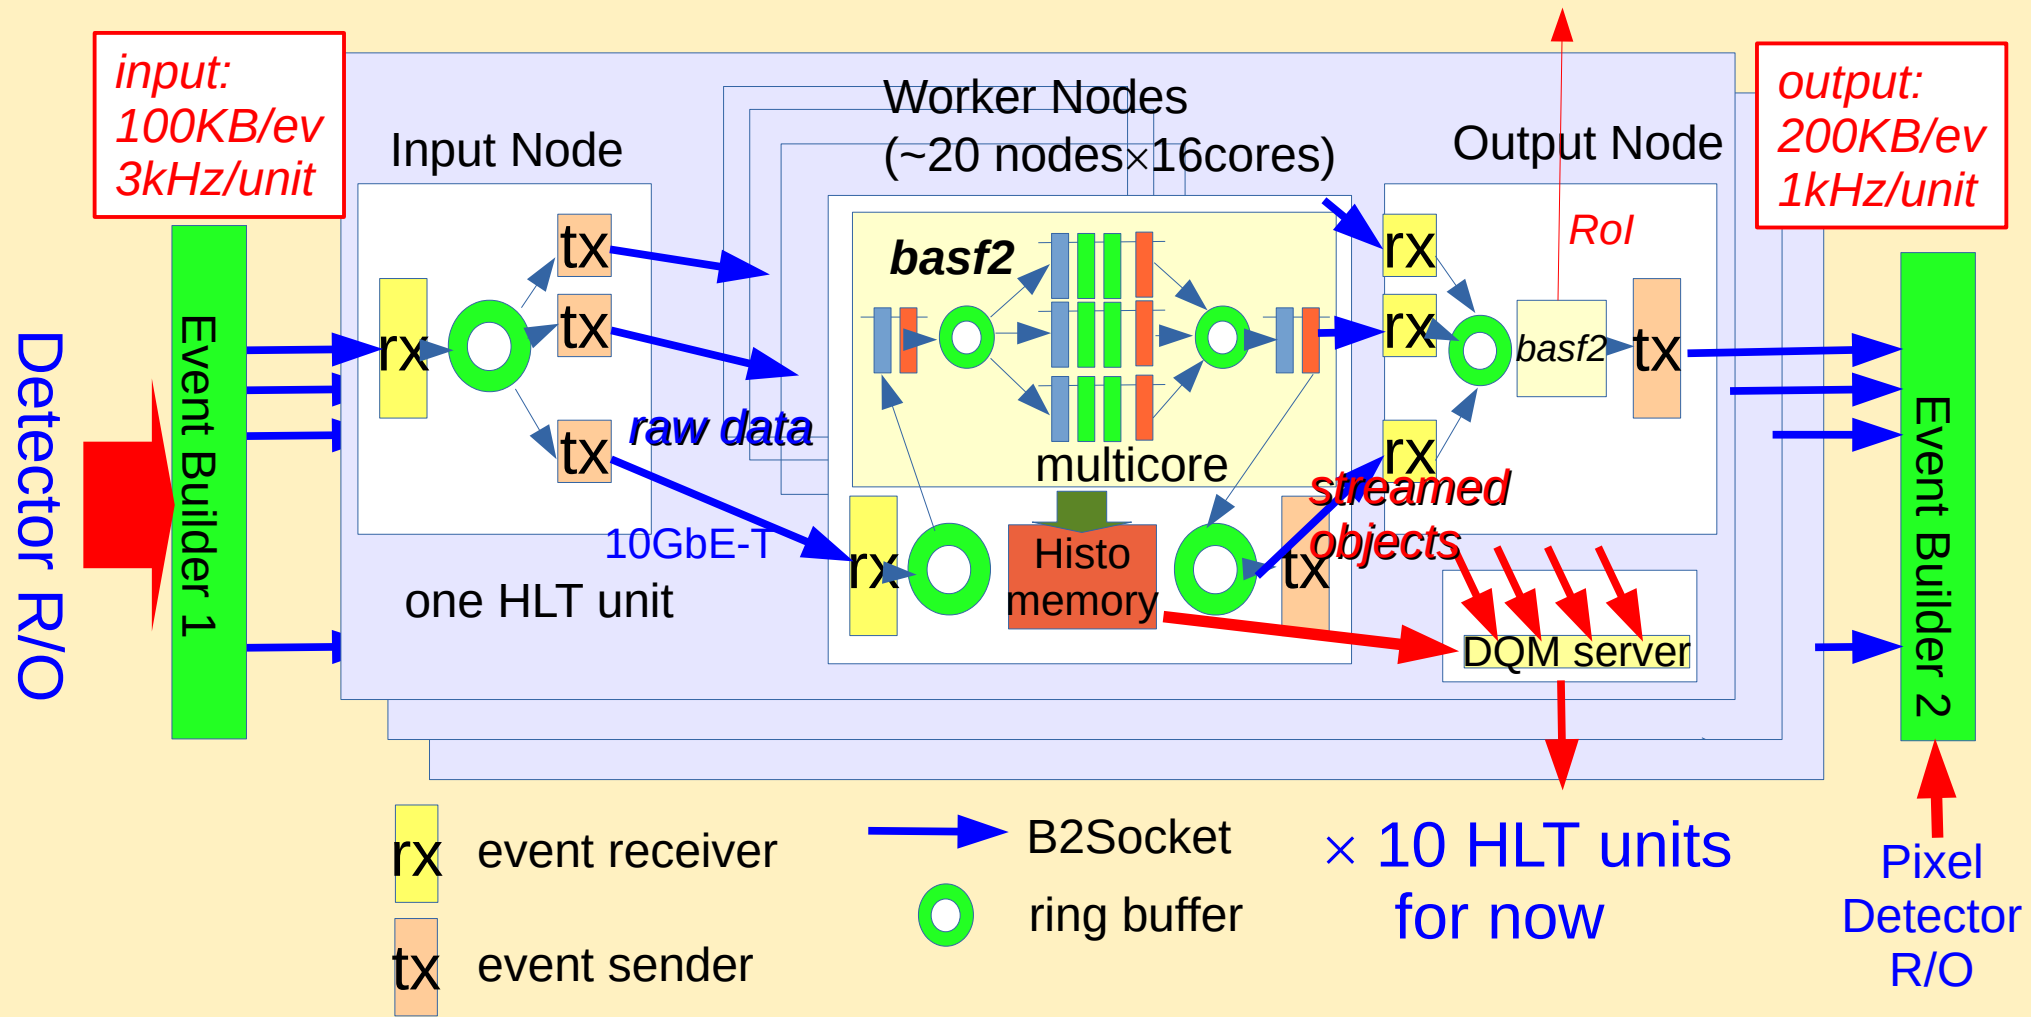 input:
100KB/ev
3kHz/unit
Worker Nodes
(~20 nodes×16cores)
Input Node
Output Node
output:
200KB/ev
1kHz/unit
RoI
tx
tx
tx
rx
basf2
rx
rx
rx
basf2
tx
Detector R/O
Event Builder 1
Event Builder 2
raw data
multicore
streamed
objects
10GbE-T
rx
Histo
memory
tx
one HLT unit
DQM server
rx
event receiver
B2Socket
× 10 HLT units
for now
tx
event sender
ring buffer
Pixel
Detector
R/O